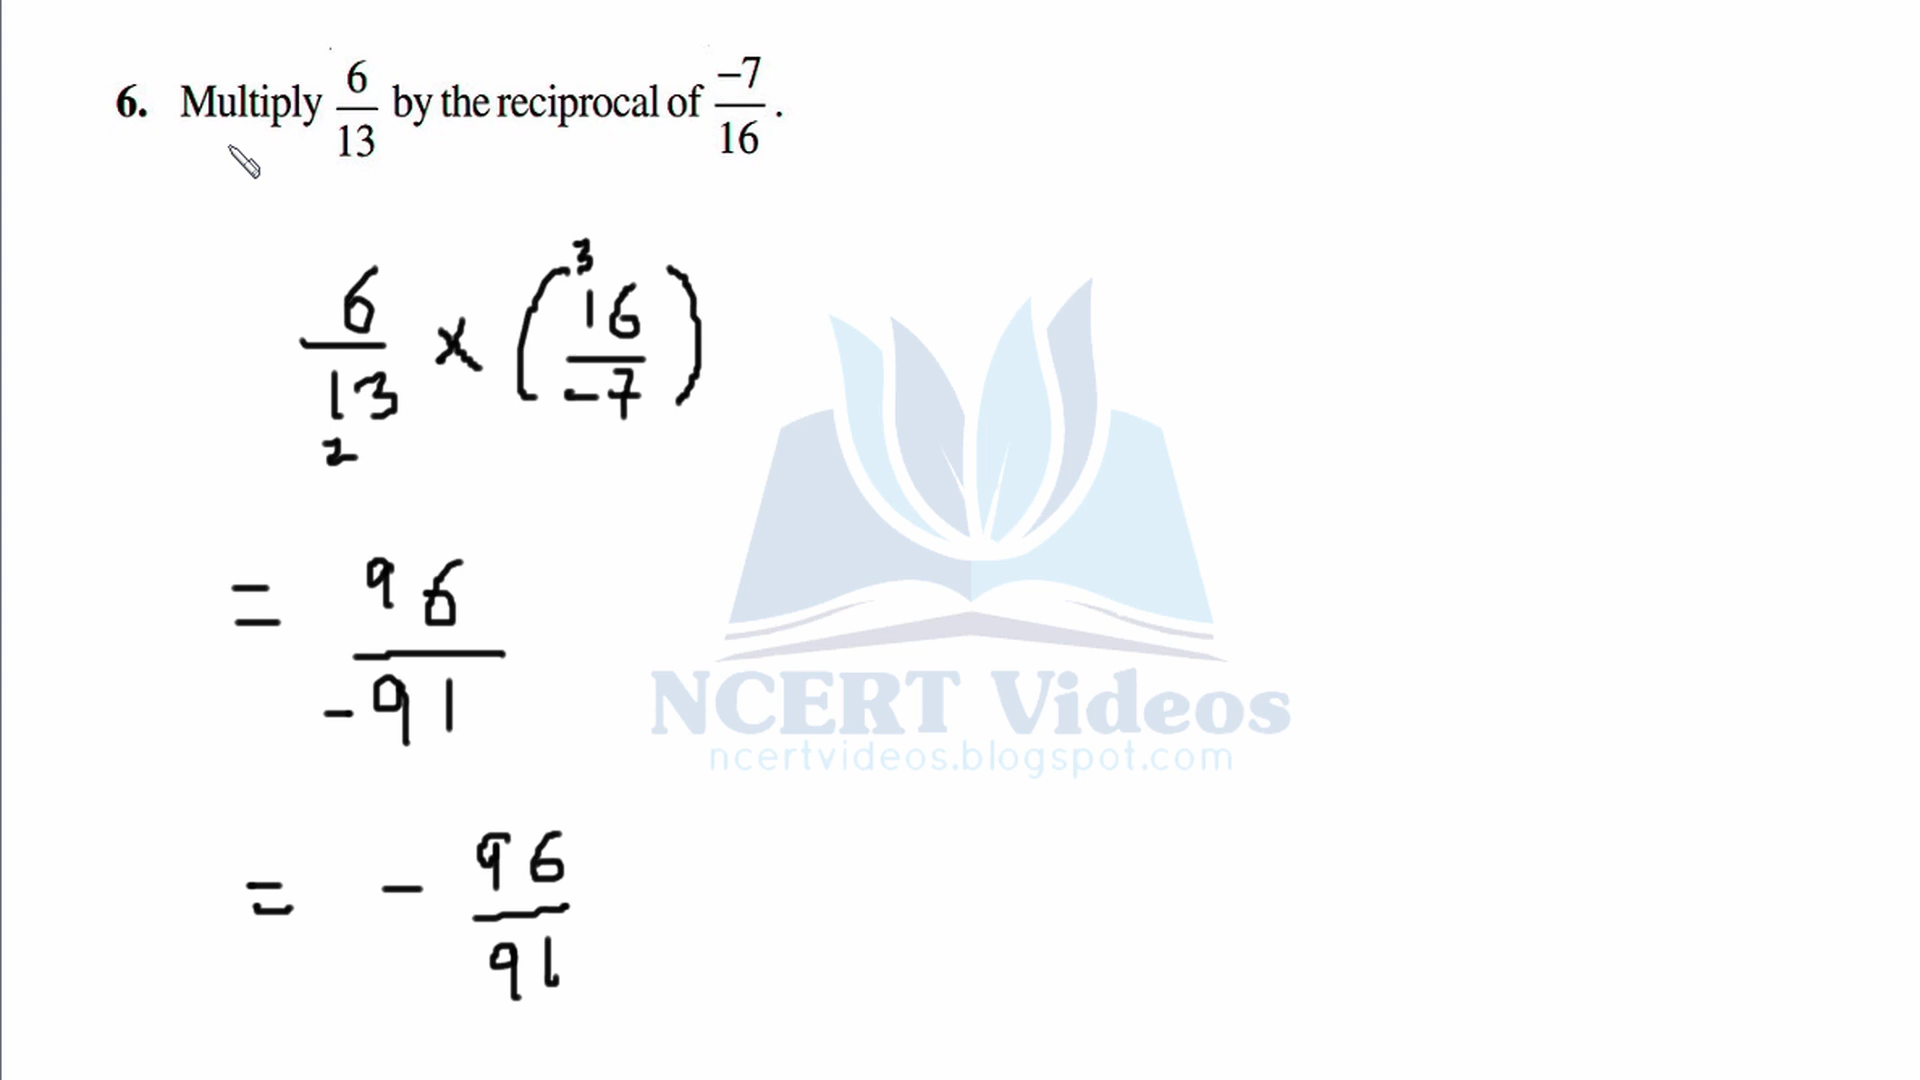 6. Multiply 6/13 by the reciprocal of -7/16.
3
6/13 × (16/-7)
2
= 96/-91
= - 96/91
NCERT Videos
ncertvideos.blogspot.com